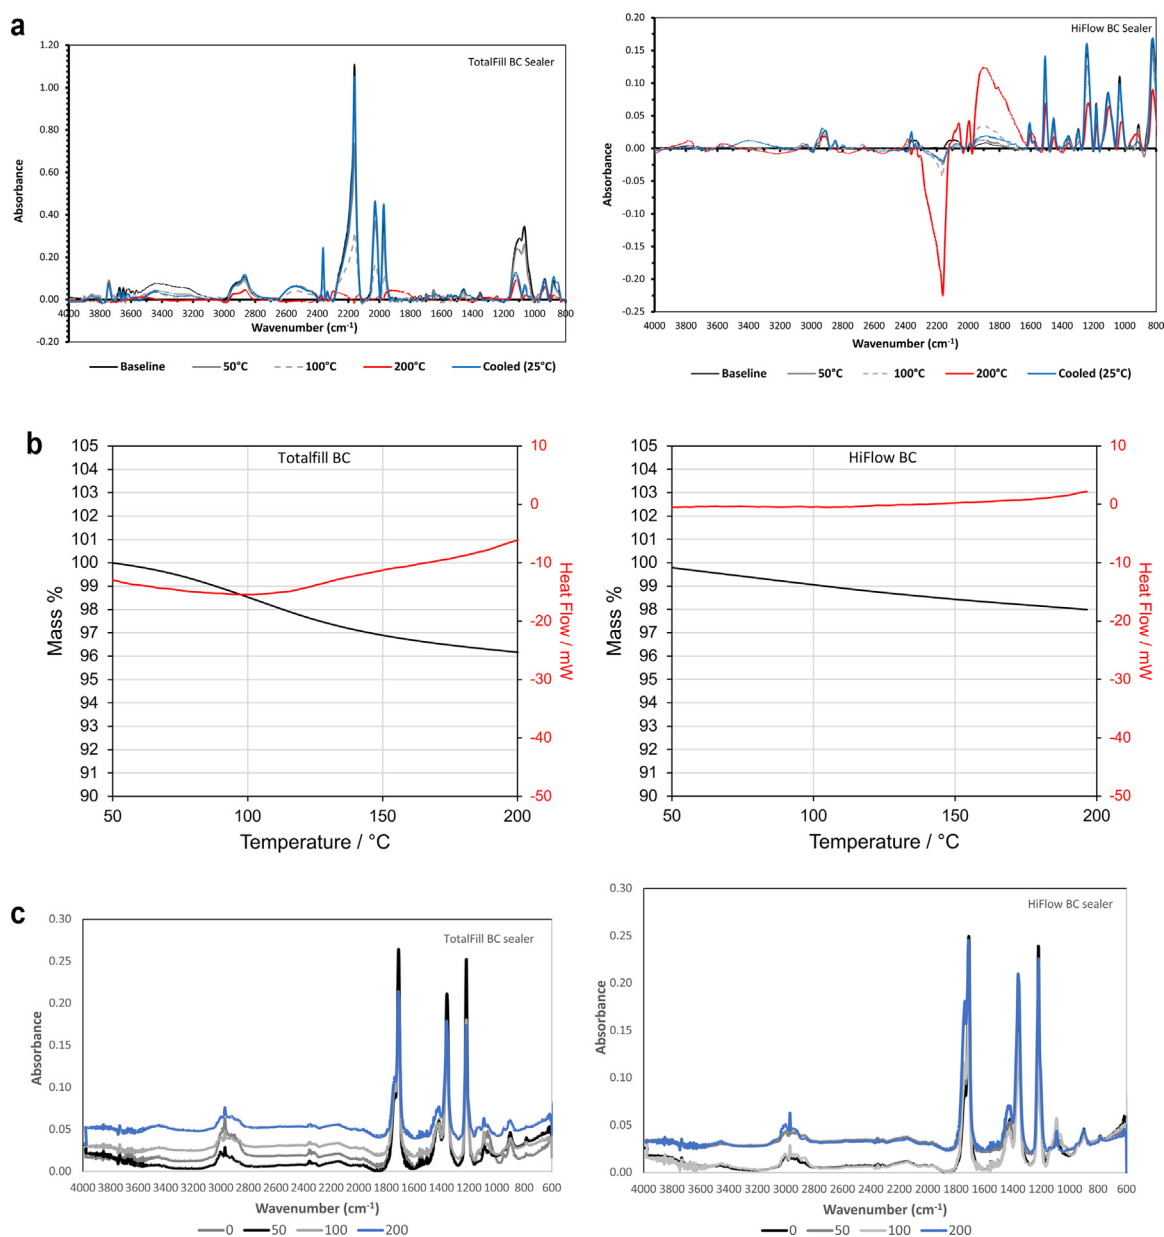 a
TotalFill BC Sealer
Absorbance
1.20
1.00
0.80
0.60
0.40
0.20
0.00
-0.20
4000 3800 3600 3400 3200 3000 2800 2600 2400 2200 2000 1800 1600 1400 1200 1000 800
Wavenumber (cm-1)
Baseline 50°C 100°C 200°C Cooled (25°C)
HiFlow BC Sealer
Absorbance
0.20
0.15
0.10
0.05
0.00
-0.05
-0.10
-0.15
-0.20
-0.25
4000 3800 3600 3400 3200 3000 2800 2600 2400 2200 2000 1800 1600 1400 1200 1000 800
Wavenumber (cm-1)
Baseline 50°C 100°C 200°C Cooled (25°C)
b
Totalfill BC
Mass %
105
104
103
102
101
100
99
98
97
96
95
94
93
92
91
90
10
0
-10
-20
-30
-40
-50
Heat Flow / mW
50 100 150 200
Temperature / °C
HiFlow BC
Mass %
105
104
103
102
101
100
99
98
97
96
95
94
93
92
91
90
10
0
-10
-20
-30
-40
-50
Heat Flow / mW
50 100 150 200
Temperature / °C
c
TotalFill BC sealer
Absorbance
0.30
0.25
0.20
0.15
0.10
0.05
0.00
4000 3800 3600 3400 3200 3000 2800 2600 2400 2200 2000 1800 1600 1400 1200 1000 800 600
Wavenumber (cm-1)
0 50 100 200
HiFlow BC sealer
Absorbance
0.30
0.25
0.20
0.15
0.10
0.05
0.00
4000 3800 3600 3400 3200 3000 2800 2600 2400 2200 2000 1800 1600 1400 1200 1000 800 600
Wavenumber (cm-1)
0 50 100 200